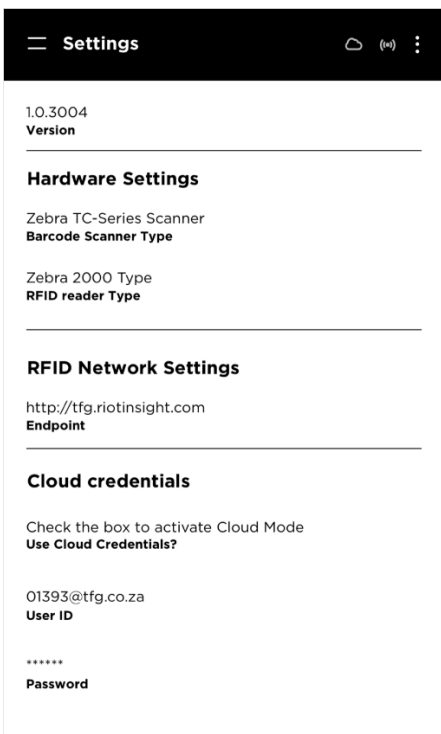 Settings
1.0.3004
Version
Hardware Settings
Zebra TC-Series Scanner
Barcode Scanner Type
Zebra 2000 Type
RFID reader Type
RFID Network Settings
http://tfg.riotinsight.com
Endpoint
Cloud credentials
Check the box to activate Cloud Mode
Use Cloud Credentials?
01393@tfg.co.za
User ID
******
Password